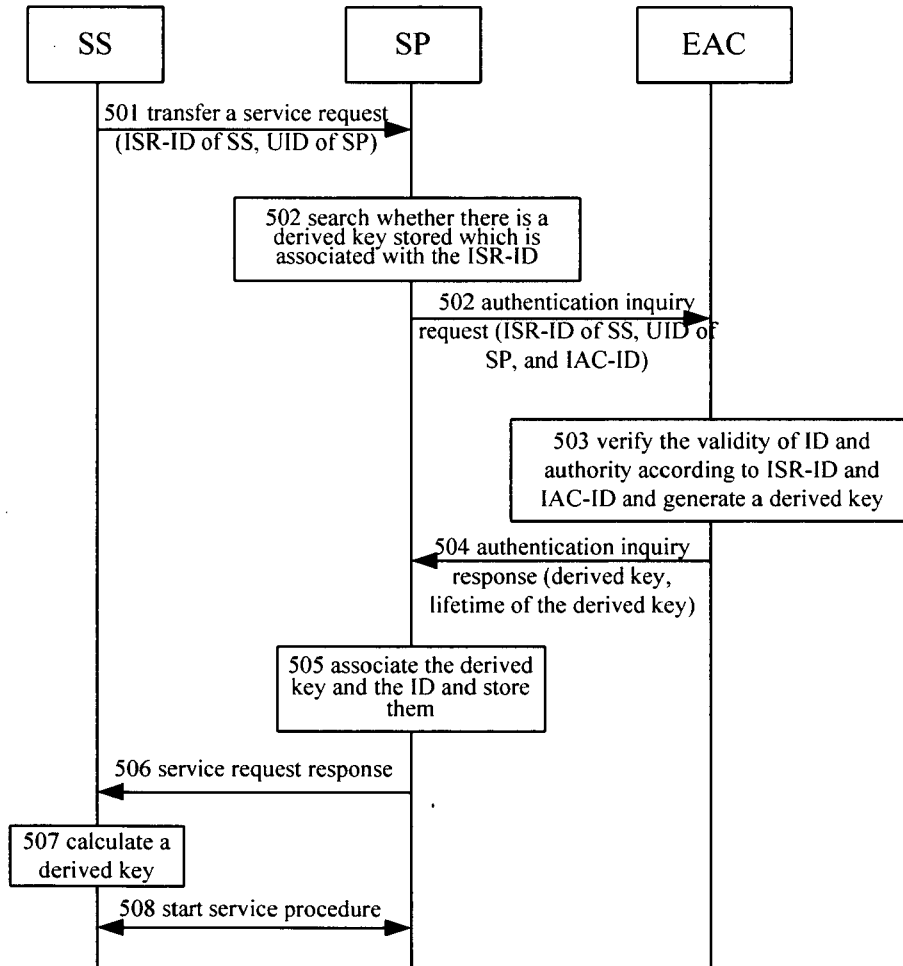 SS
SP
EAC
501 transfer a service request
(ISR-ID of SS, UID of SP)
502 search whether there is a
derived key stored which is
associated with the ISR-ID
502 authentication inquiry
request (ISR-ID of SS, UID of
SP, and IAC-ID)
503 verify the validity of ID and
authority according to ISR-ID and
IAC-ID and generate a derived key
504 authentication inquiry
response (derived key,
lifetime of the derived key)
505 associate the derived
key and the ID and store
them
506 service request response
507 calculate a
derived key
508 start service procedure